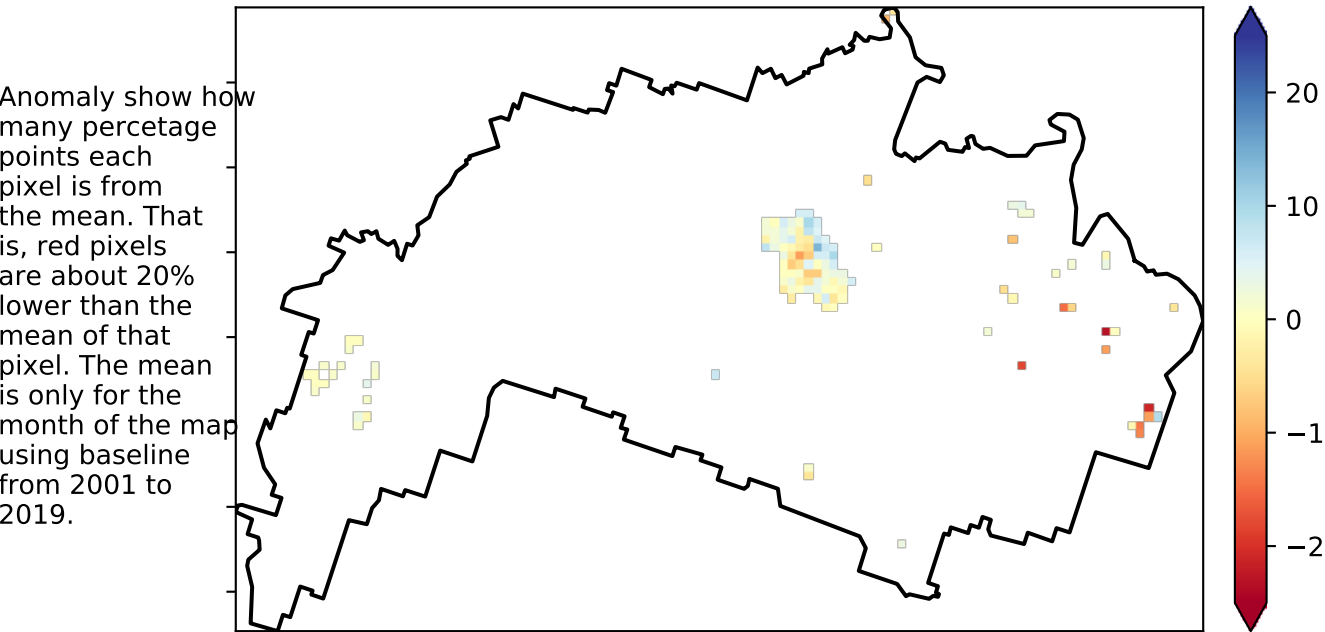 Anomaly show how
many percetage
points each
pixel is from
the mean. That
is, red pixels
are about 20%
lower than the
mean of that
pixel. The mean
is only for the
month of the map
using baseline
from 2001 to
2019.
20
10
0
−1
−2